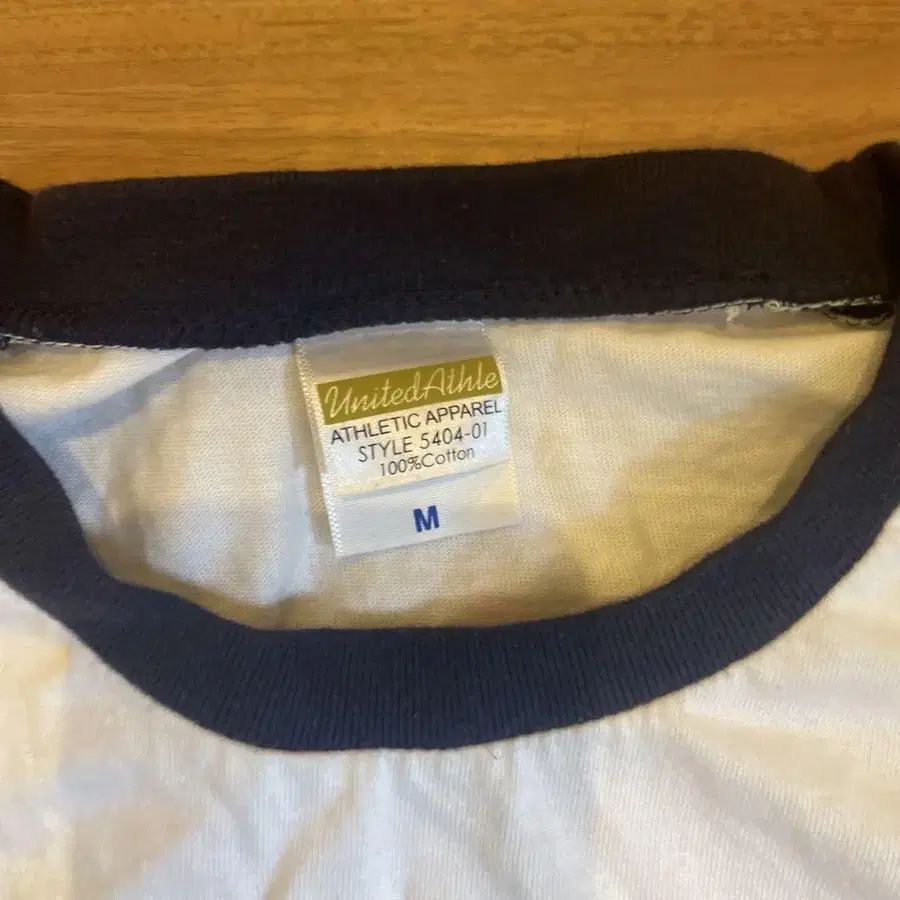 UnitedAthle
ATHLETIC APPAREL
STYLE 5404-01
100%Cotton
M